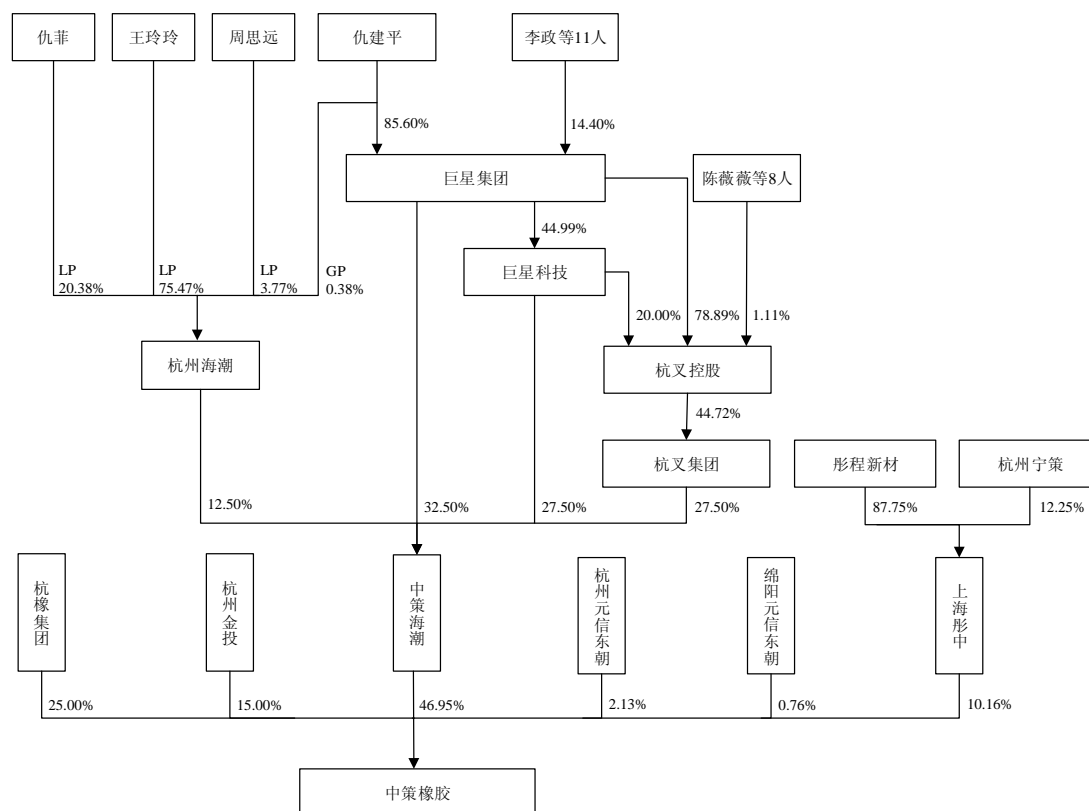 仇菲
王玲玲
周思远
仇建平
李政等11人
85.60%
14.40%
巨星集团
陈薇薇等8人
44.99%
巨星科技
LP
20.38%
LP
75.47%
LP
3.77%
GP
0.38%
20.00%
78.89%
1.11%
杭州海潮
杭叉控股
44.72%
杭叉集团
彤程新材
杭州宁策
12.50%
32.50%
27.50%
27.50%
87.75%
12.25%
杭橡集团
杭州金投
中策海潮
杭州元信东朝
绵阳元信东朝
上海彤中
25.00%
15.00%
46.95%
2.13%
0.76%
10.16%
中策橡胶